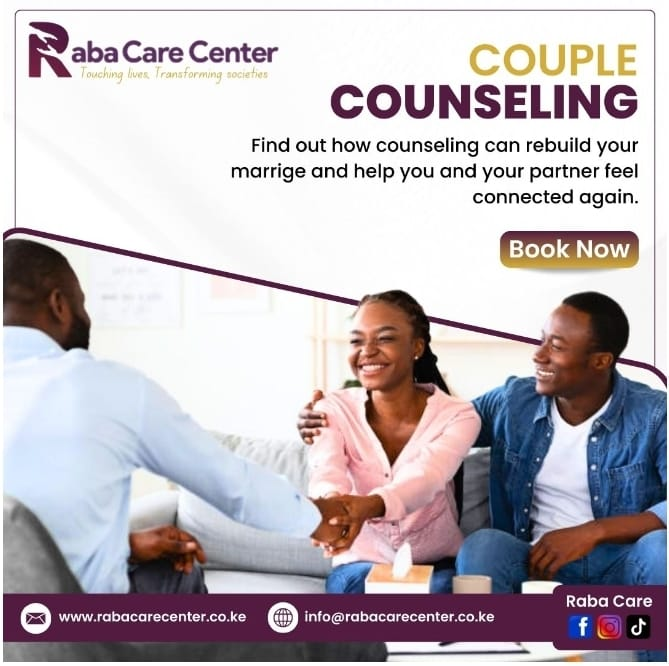 Raba Care Center
Touching lives, Transforming societies
COUPLE
COUNSELING
Find out how counseling can rebuild your
marrige and help you and your partner feel
connected again.
Book Now
www.rabacarecenter.co.ke
info@rabacarecenter.co.ke
Raba Care